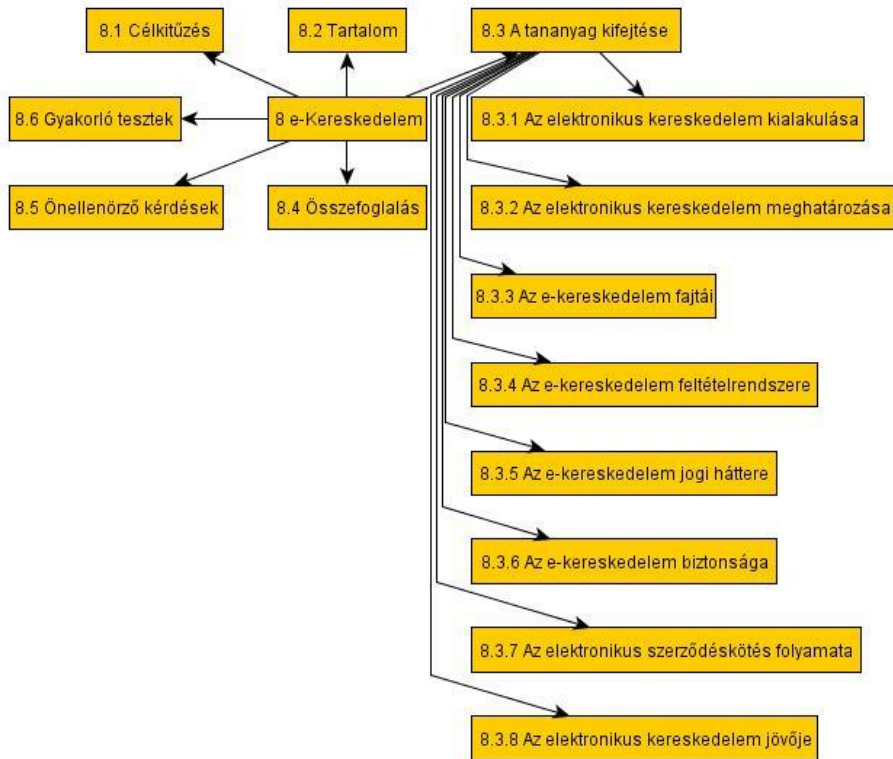 8.1 Célkitűzés
8.2 Tartalom
8.3 A tananyag kifejtése
8.6 Gyakorló tesztek
8 e-Kereskedelem
8.3.1 Az elektronikus kereskedelem kialakulása
8.5 Önellenörző kérdések
8.4 Összefoglalás
8.3.2 Az elektronikus kereskedelem meghatározása
8.3.3 Az e-kereskedelem fajtái
8.3.4 Az e-kereskedelem feltételrendszere
8.3.5 Az e-kereskedelem jogi háttere
8.3.6 Az e-kereskedelem biztonsága
8.3.7 Az elektronikus szerződéskötés folyamata
8.3.8 Az elektronikus kereskedelem jövője